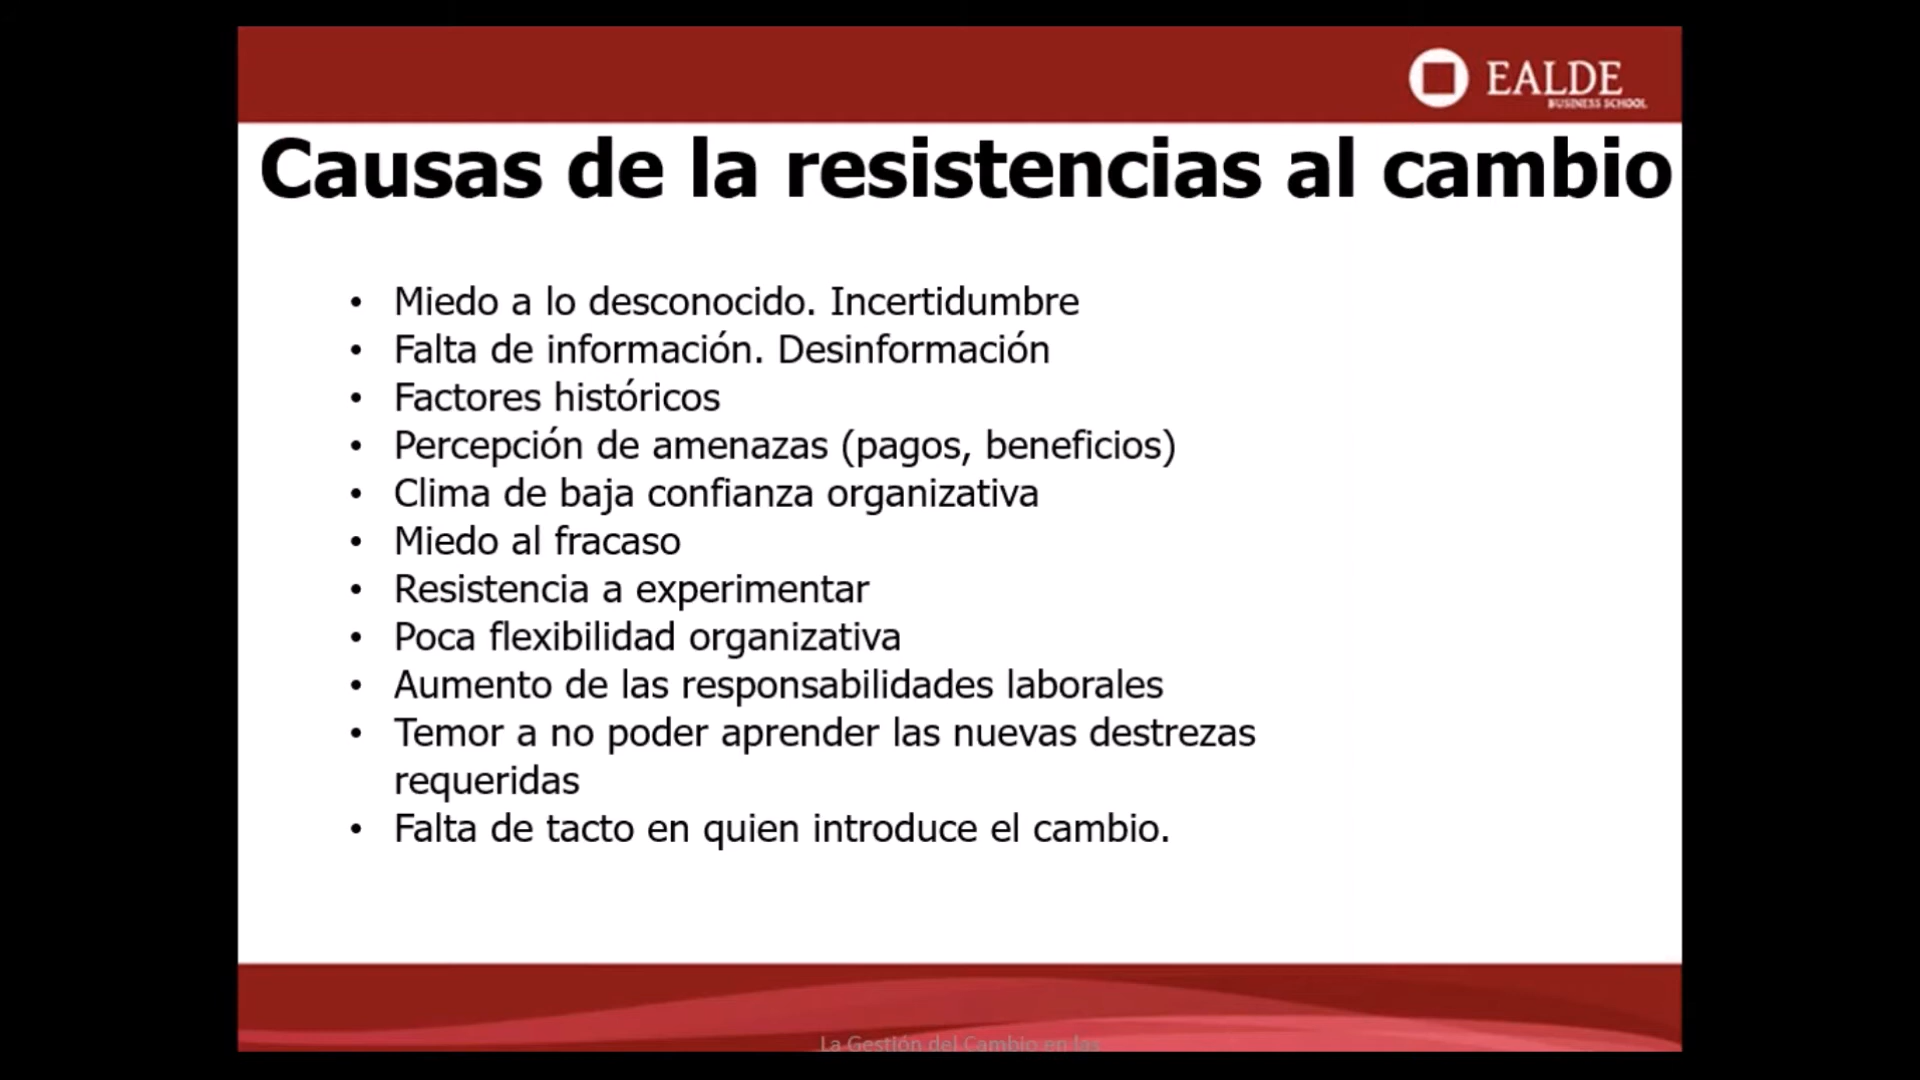 EALDE
BUSINESS SCHOOL
Causas de la resistencias al cambio
• Miedo a lo desconocido. Incertidumbre
• Falta de información. Desinformación
• Factores históricos
• Percepción de amenazas (pagos, beneficios)
• Clima de baja confianza organizativa
• Miedo al fracaso
• Resistencia a experimentar
• Poca flexibilidad organizativa
• Aumento de las responsabilidades laborales
• Temor a no poder aprender las nuevas destrezas
requeridas
• Falta de tacto en quien introduce el cambio.
La Gestión del Cambio en las